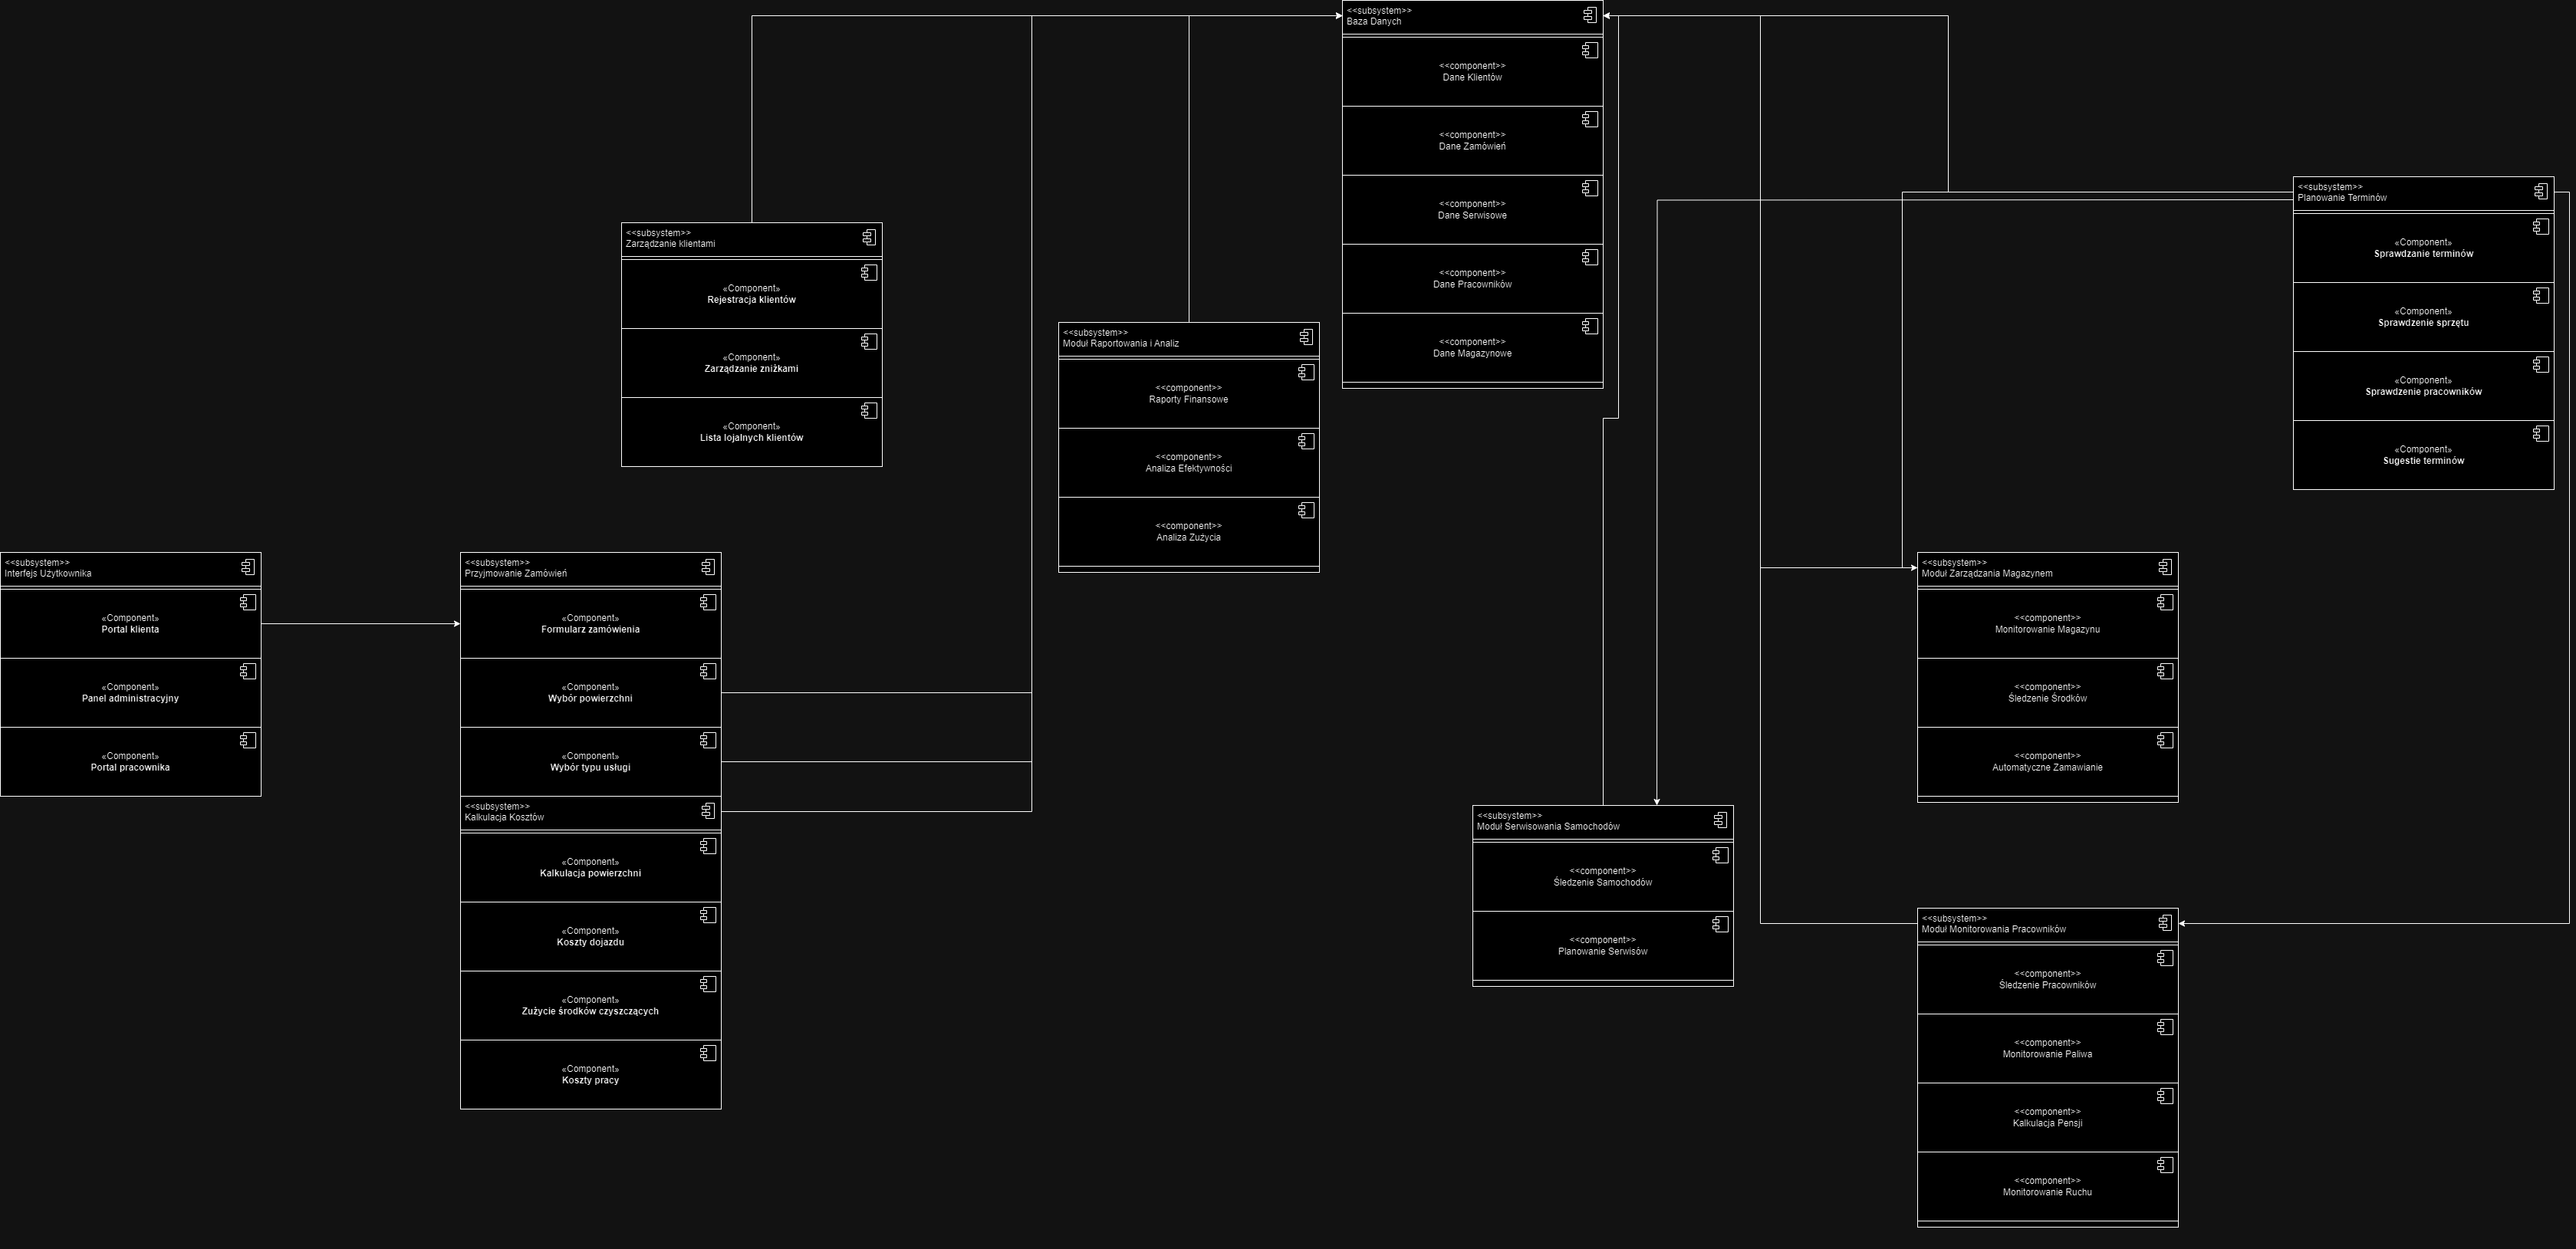 <<subsystem>>
Baza Danych
<<component>>
Dane Klientów
<<component>>
Dane Zamówień
<<component>>
Dane Serwisowe
<<component>>
Dane Pracowników
<<component>>
Dane Magazynowe
<<subsystem>>
Planowanie Terminów
«Component»
Sprawdzanie terminów
«Component»
Sprawdzenie sprzętu
«Component»
Sprawdzenie pracowników
«Component»
Sugestie terminów
<<subsystem>>
Zarządzanie klientami
«Component»
Rejestracja klientów
«Component»
Zarządzanie zniżkami
«Component»
Lista lojalnych klientów
<<subsystem>>
Moduł Raportowania i Analiz
<<component>>
Raporty Finansowe
<<component>>
Analiza Efektywności
<<component>>
Analiza Zużycia
<<subsystem>>
Interfejs Użytkownika
«Component»
Portal klienta
«Component»
Panel administracyjny
«Component»
Portal pracownika
<<subsystem>>
Przyjmowanie Zamówień
«Component»
Formularz zamówienia
«Component»
Wybór powierzchni
«Component»
Wybór typu usługi
<<subsystem>>
Kalkulacja Kosztów
«Component»
Kalkulacja powierzchni
«Component»
Koszty dojazdu
«Component»
Zużycie środków czyszczących
«Component»
Koszty pracy
<<subsystem>>
Moduł Zarządzania Magazynem
<<component>>
Monitorowanie Magazynu
<<component>>
Śledzenie Środków
<<component>>
Automatyczne Zamawianie
<<subsystem>>
Moduł Serwisowania Samochodów
<<component>>
Śledzenie Samochodów
<<component>>
Planowanie Serwisów
<<subsystem>>
Moduł Monitorowania Pracowników
<<component>>
Śledzenie Pracowników
<<component>>
Monitorowanie Paliwa
<<component>>
Kalkulacja Pensji
<<component>>
Monitorowanie Ruchu